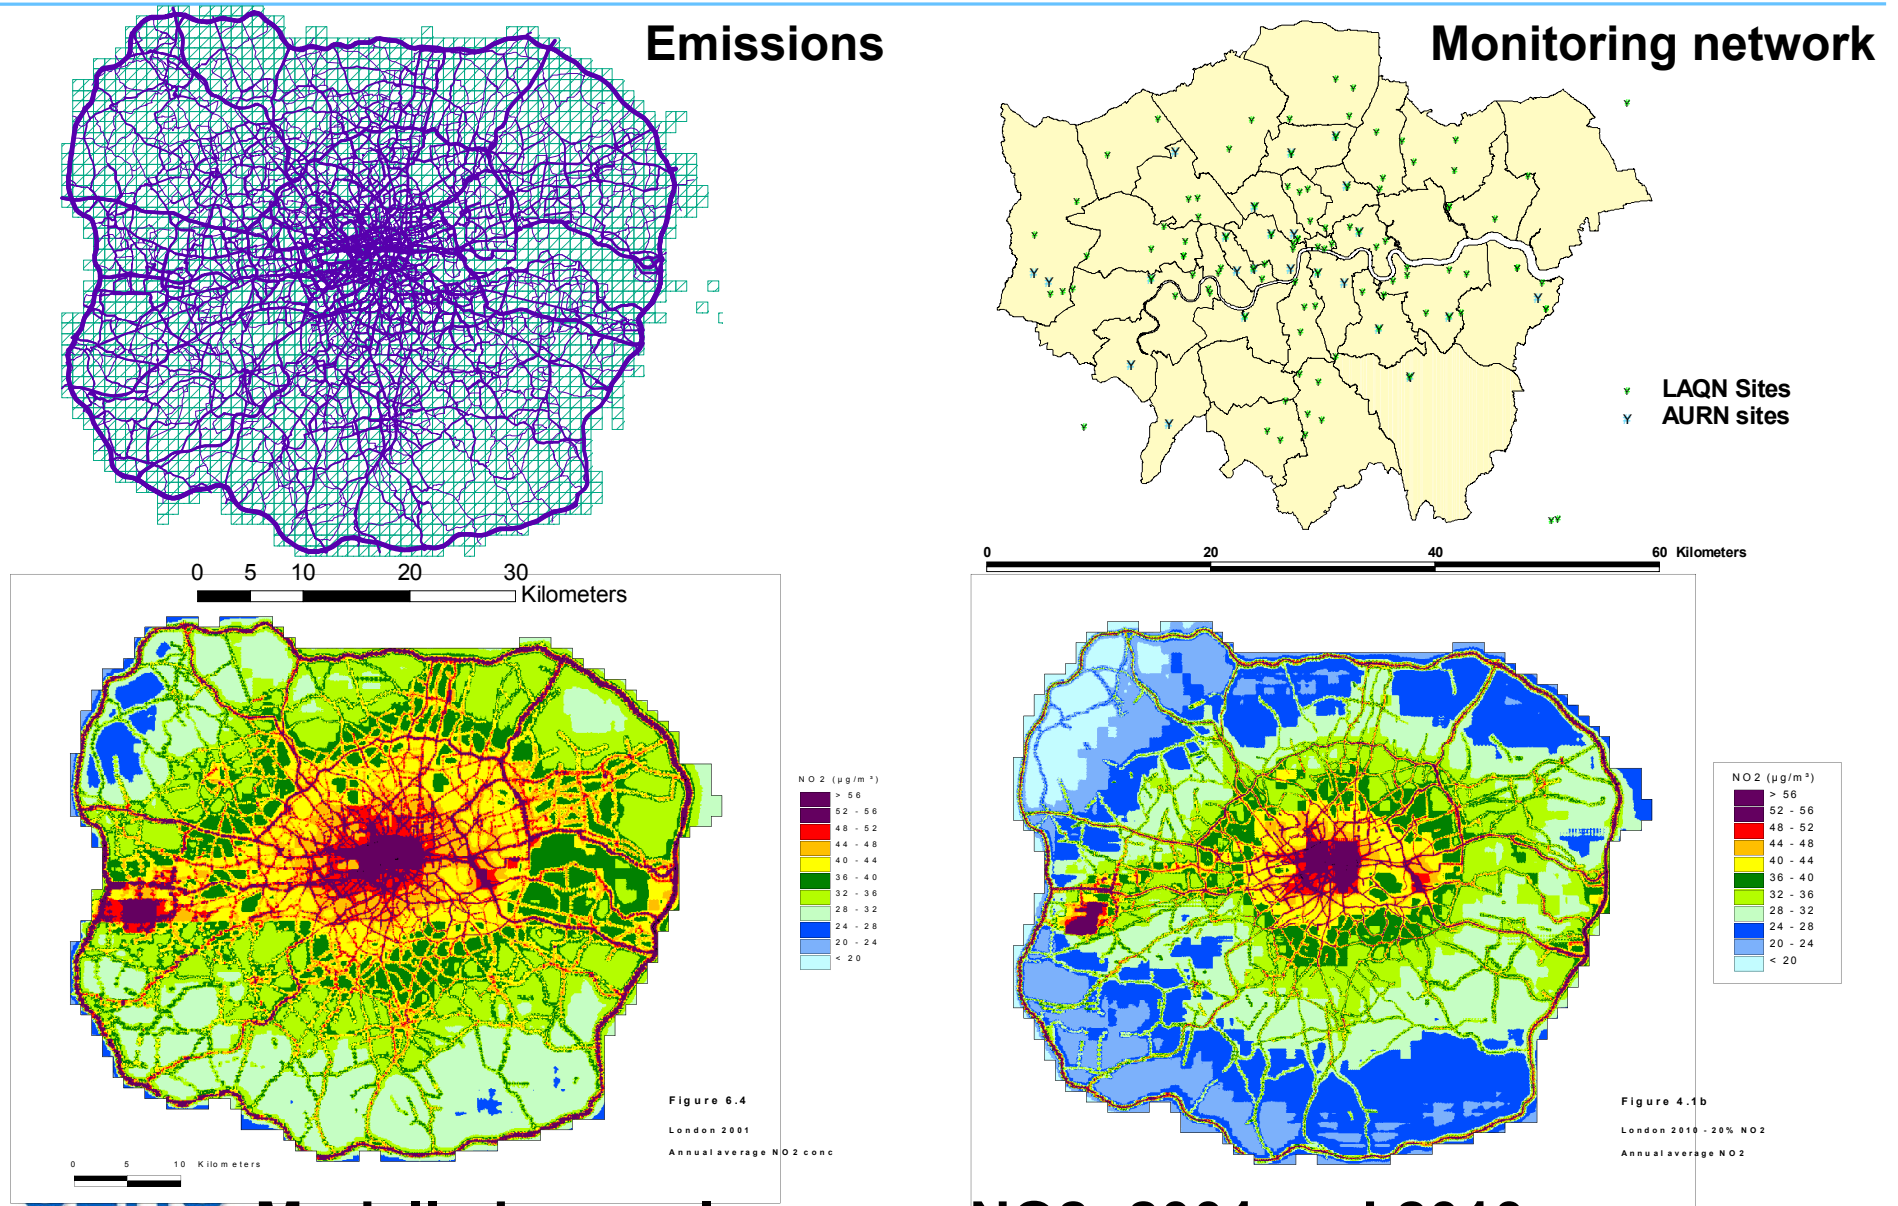 Emissions
Monitoring network
LAQN Sites
AURN sites
0 20 40 60 Kilometers
0 5 10 20 30
Kilometers
NO2 (µg/m³)
> 56
52 - 56
48 - 52
44 - 48
40 - 44
36 - 40
32 - 36
28 - 32
24 - 28
20 - 24
< 20
Figure 6.4
London 2001
Annual average NO2 conc
0 5 10 Kilometers
NO2 (µg/m³)
> 56
52 - 56
48 - 52
44 - 48
40 - 44
36 - 40
32 - 36
28 - 32
24 - 28
20 - 24
< 20
Figure 4.1b
London 2010 - 20% NO2
Annual average NO2